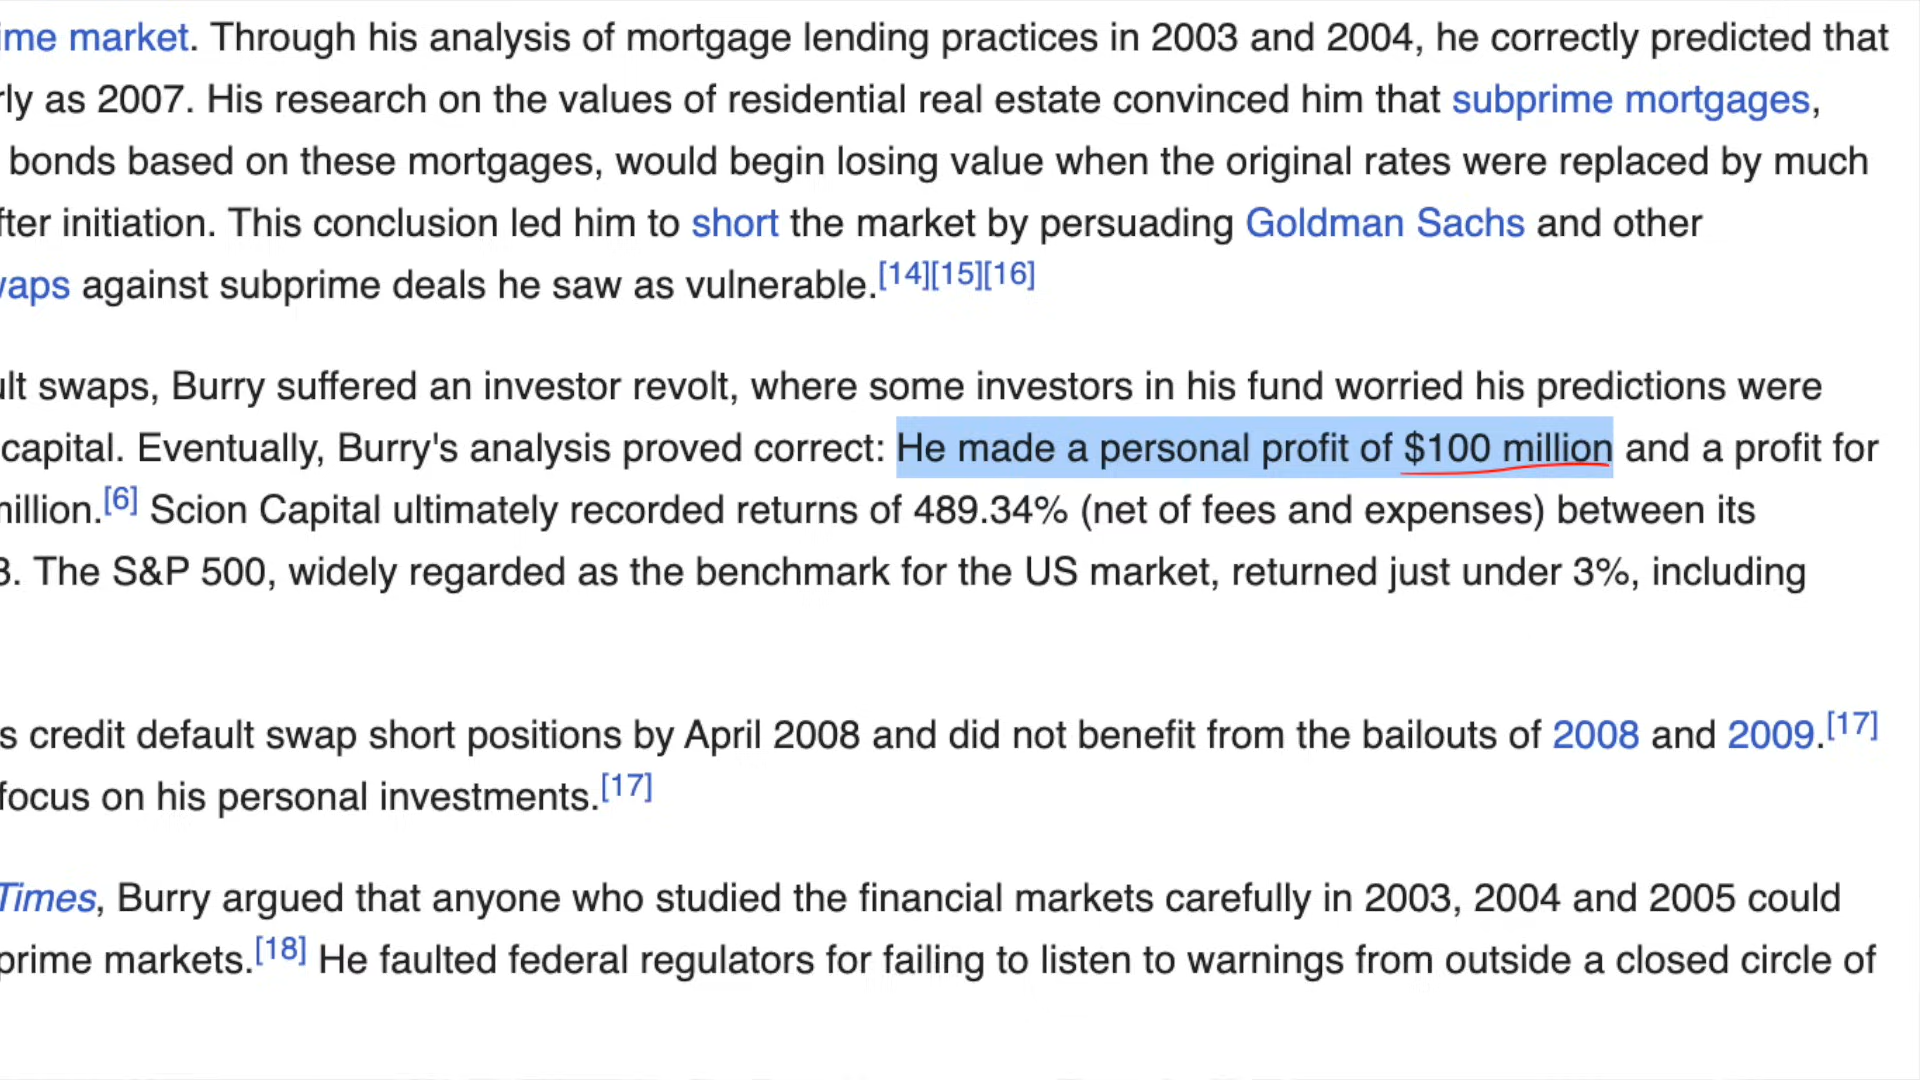 ime market. Through his analysis of mortgage lending practices in 2003 and 2004, he correctly predicted that
rly as 2007. His research on the values of residential real estate convinced him that subprime mortgages,
bonds based on these mortgages, would begin losing value when the original rates were replaced by much
fter initiation. This conclusion led him to short the market by persuading Goldman Sachs and other
waps against subprime deals he saw as vulnerable.[14][15][16]
ult swaps, Burry suffered an investor revolt, where some investors in his fund worried his predictions were
capital. Eventually, Burry's analysis proved correct: He made a personal profit of $100 million and a profit for
million.[6] Scion Capital ultimately recorded returns of 489.34% (net of fees and expenses) between its
8. The S&P 500, widely regarded as the benchmark for the US market, returned just under 3%, including
s credit default swap short positions by April 2008 and did not benefit from the bailouts of 2008 and 2009.[17]
focus on his personal investments.[17]
Times, Burry argued that anyone who studied the financial markets carefully in 2003, 2004 and 2005 could
prime markets.[18] He faulted federal regulators for failing to listen to warnings from outside a closed circle of